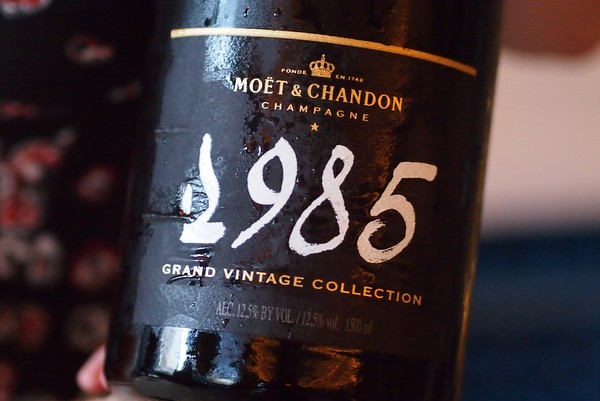 FONDÉ EN 1743
MOËT & CHANDON
CHAMPAGNE
1985
GRAND VINTAGE COLLECTION
ALC. 12.5% BY VOL. / 12,5% vol. 1500 ml